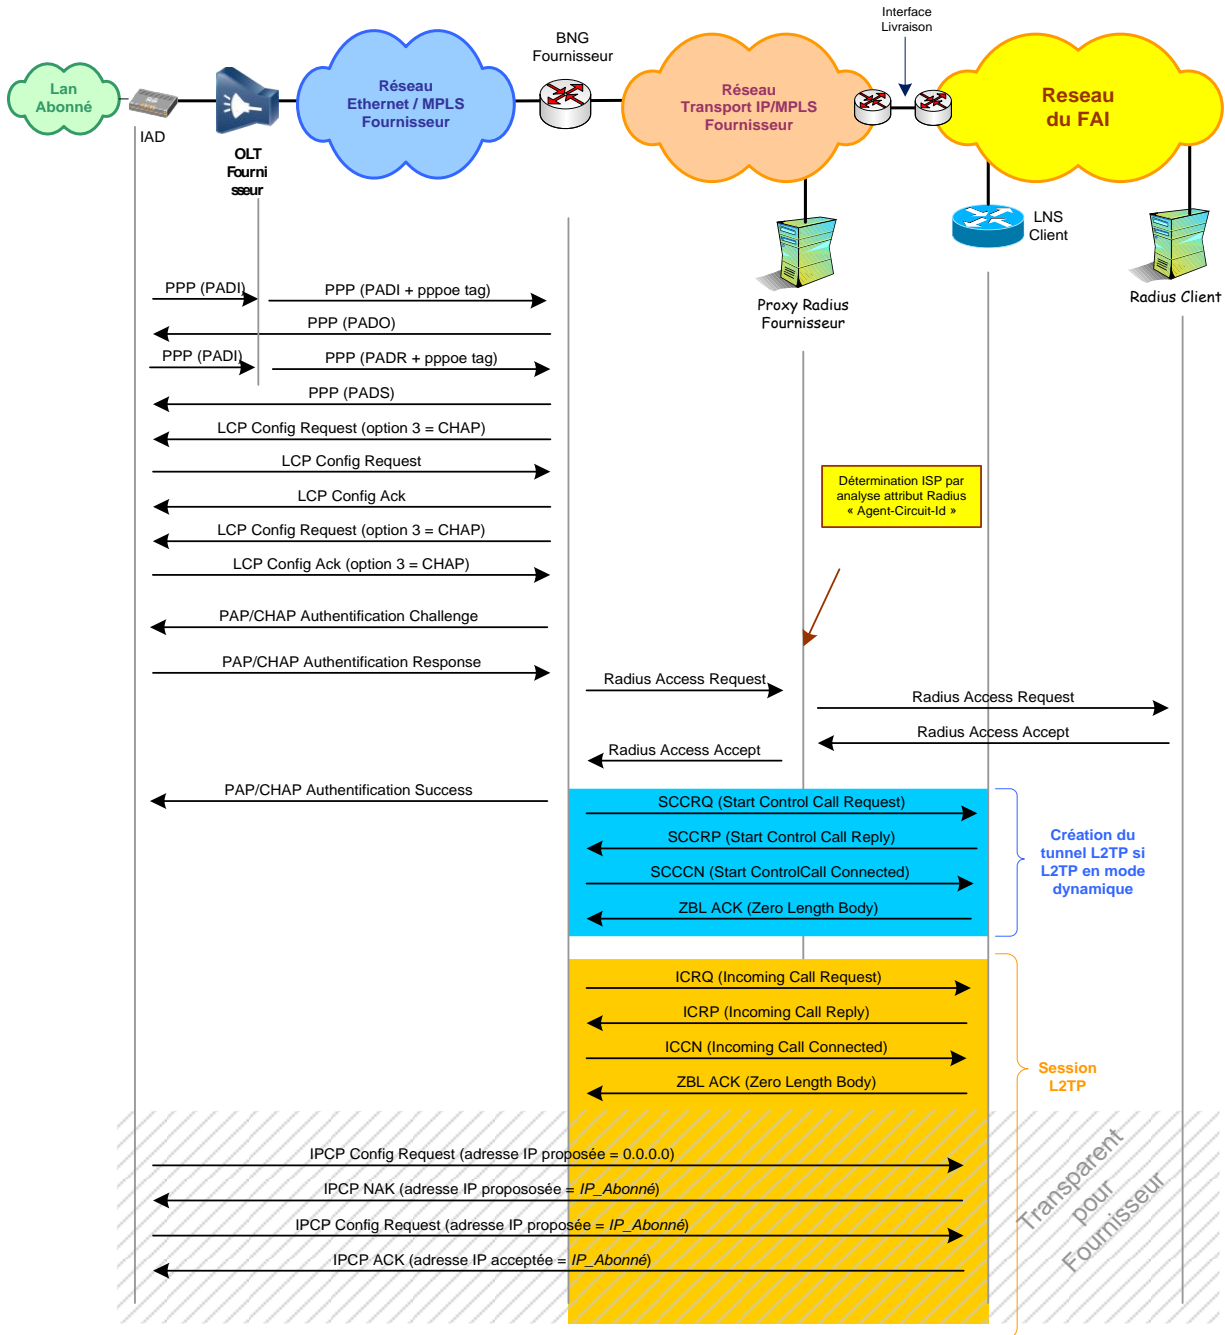 Interface
Livraison
BNG
Fournisseur
Lan
Abonné
Réseau
Ethernet / MPLS
Fournisseur
Réseau
Transport IP/MPLS
Fournisseur
Reseau
du FAI
IAD
OLT
Fourni
sseur
LNS
Client
Proxy Radius
Fournisseur
Radius Client
PPP (PADI)
PPP (PADI + pppoe tag)
PPP (PADO)
PPP (PADI)
PPP (PADR + pppoe tag)
PPP (PADS)
LCP Config Request (option 3 = CHAP)
LCP Config Request
LCP Config Ack
LCP Config Request (option 3 = CHAP)
LCP Config Ack (option 3 = CHAP)
Détermination ISP par
analyse attribut Radius
« Agent-Circuit-Id »
PAP/CHAP Authentification Challenge
PAP/CHAP Authentification Response
Radius Access Request
Radius Access Request
Radius Access Accept
Radius Access Accept
PAP/CHAP Authentification Success
SCCRQ (Start Control Call Request)
SCCRP (Start Control Call Reply)
SCCCN (Start ControlCall Connected)
ZBL ACK (Zero Length Body)
Création du
tunnel L2TP si
L2TP en mode
dynamique
ICRQ (Incoming Call Request)
ICRP (Incoming Call Reply)
ICCN (Incoming Call Connected)
ZBL ACK (Zero Length Body)
Session
L2TP
IPCP Config Request (adresse IP proposée = 0.0.0.0)
IPCP NAK (adresse IP propososée = IP_Abonné)
IPCP Config Request (adresse IP proposée = IP_Abonné)
IPCP ACK (adresse IP acceptée = IP_Abonné)
Transparent
pour
Fournisseur